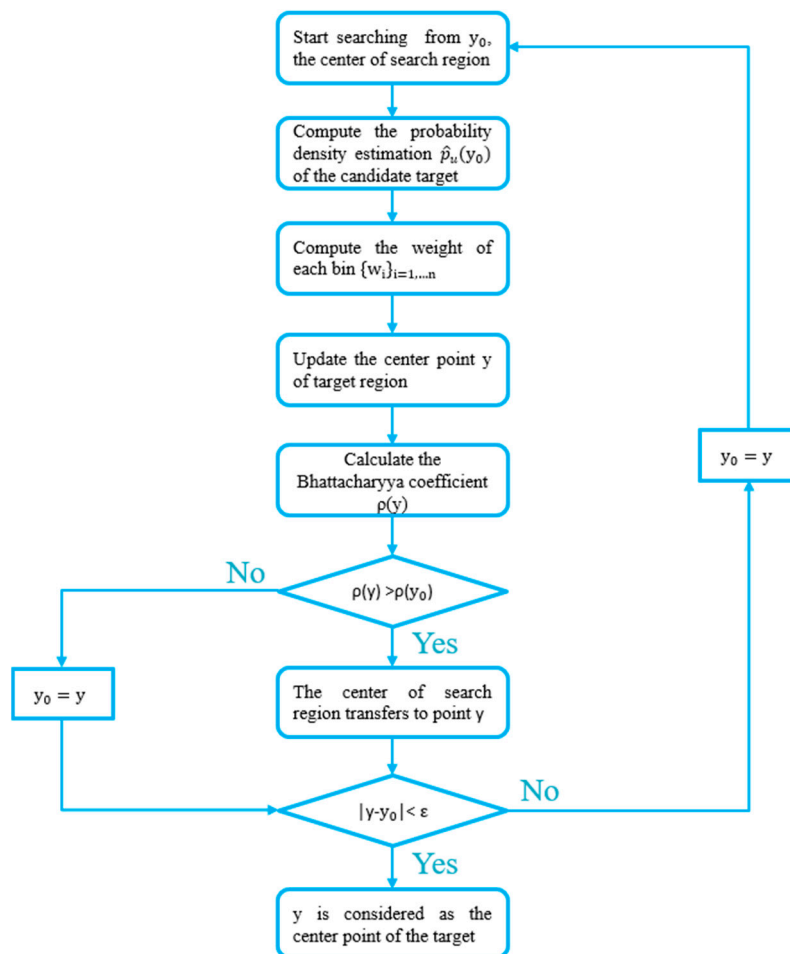 Start searching from y₀,
the center of search region
Compute the probability
density estimation p̂ᵤ(y₀)
of the candidate target
Compute the weight of
each bin {wᵢ}ᵢ₌₁,...ₙ
Update the center point y
of target region
y₀ = y
Calculate the
Bhattacharyya coefficient
ρ(y)
No
ρ(y) >ρ(y₀)
Yes
y₀ = y
The center of search
region transfers to point y
|y-y₀|< ε
No
Yes
y is considered as the
center point of the target